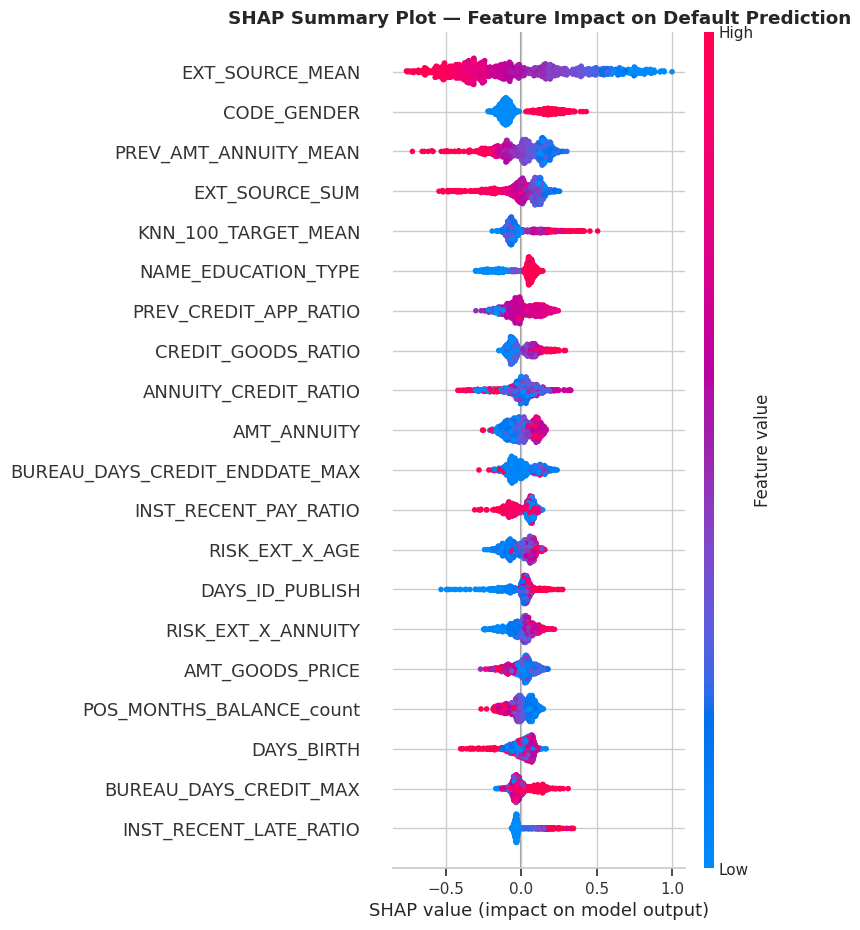 SHAP Summary Plot — Feature Impact on Default Prediction
High
EXT_SOURCE_MEAN
CODE_GENDER
PREV_AMT_ANNUITY_MEAN
EXT_SOURCE_SUM
KNN_100_TARGET_MEAN
NAME_EDUCATION_TYPE
PREV_CREDIT_APP_RATIO
CREDIT_GOODS_RATIO
ANNUITY_CREDIT_RATIO
AMT_ANNUITY
BUREAU_DAYS_CREDIT_ENDDATE_MAX
INST_RECENT_PAY_RATIO
RISK_EXT_X_AGE
DAYS_ID_PUBLISH
RISK_EXT_X_ANNUITY
AMT_GOODS_PRICE
POS_MONTHS_BALANCE_count
DAYS_BIRTH
BUREAU_DAYS_CREDIT_MAX
INST_RECENT_LATE_RATIO
Feature value
Low
−0.5 0.0 0.5 1.0
SHAP value (impact on model output)